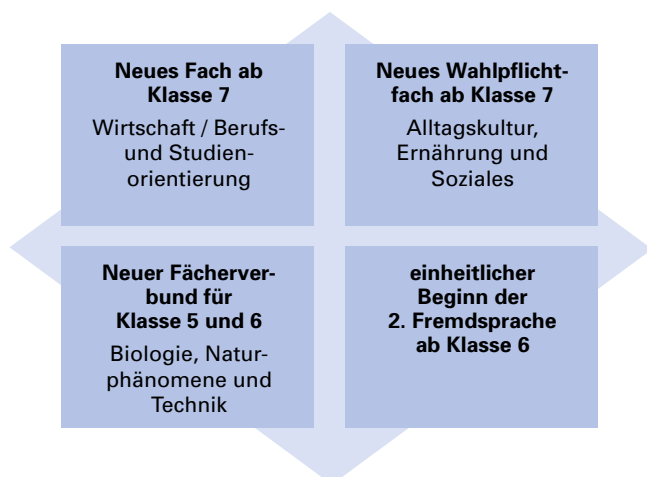 Neues Fach ab
Klasse 7
Wirtschaft / Berufs-
und Studien-
orientierung
Neues Wahlpflicht-
fach ab Klasse 7
Alltagskultur,
Ernährung und
Soziales
Neuer Fächerver-
bund für
Klasse 5 und 6
Biologie, Natur-
phänomene und
Technik
einheitlicher
Beginn der
2. Fremdsprache
ab Klasse 6